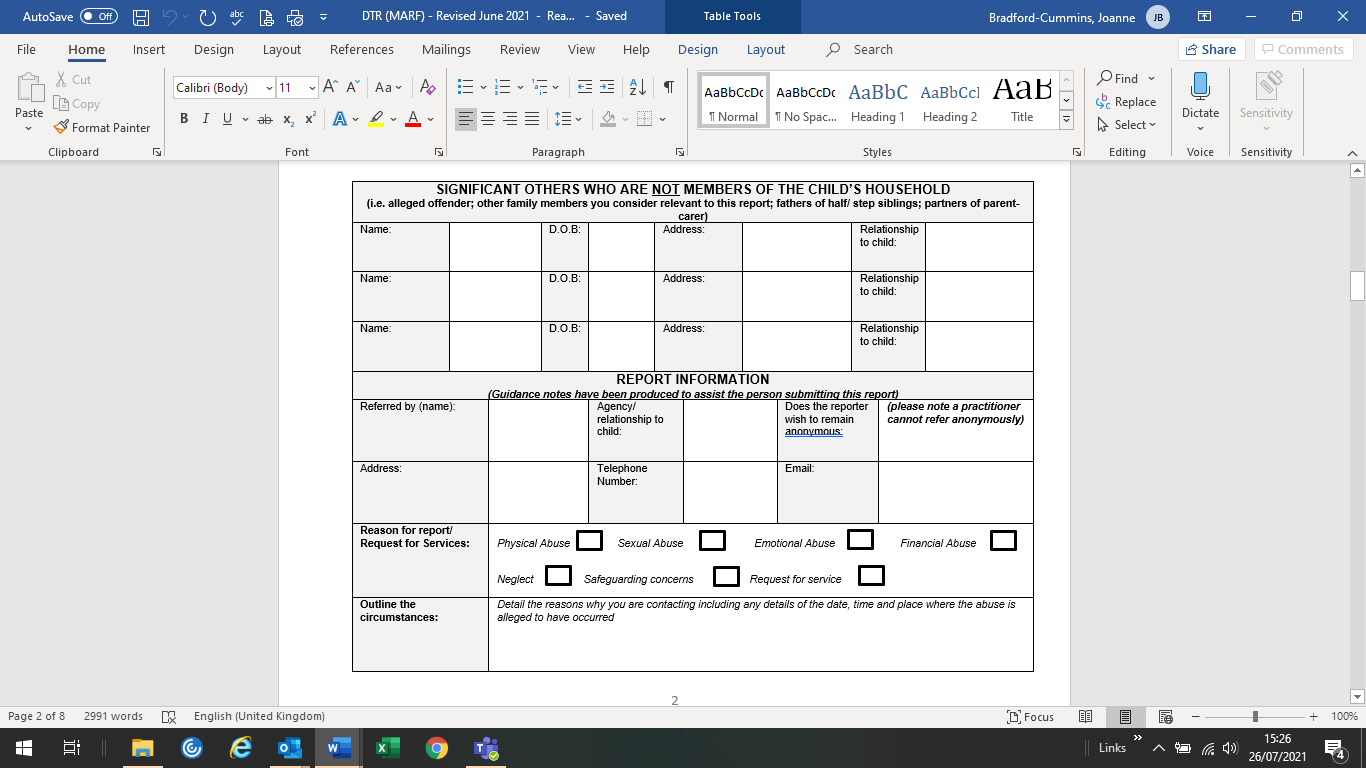 AutoSave Off
DTR (MARF) - Revised June 2021 - Rea... - Saved
Table Tools
Bradford-Cummins, Joanne
JB
File Home Insert Design Layout References Mailings Review View Help Design Layout Search
Share Comments
Paste
Cut
Copy
Format Painter
Clipboard
Calibri (Body) 11
Font
Paragraph
AaBbCcDc AaBbCcDc AaBbC AaBbCcI AaB
¶ Normal ¶ No Spac... Heading 1 Heading 2 Title
Styles
Find
Replace
Select
Editing
Dictate
Voice
Sensitivity
Sensitivity
SIGNIFICANT OTHERS WHO ARE NOT MEMBERS OF THE CHILD'S HOUSEHOLD
(i.e. alleged offender; other family members you consider relevant to this report; fathers of half/ step siblings; partners of parent-
carer)
Name: D.O.B: Address: Relationship
to child:
Name: D.O.B: Address: Relationship
to child:
Name: D.O.B: Address: Relationship
to child:
REPORT INFORMATION
(Guidance notes have been produced to assist the person submitting this report)
Referred by (name):
Agency/
relationship to
child:
Does the reporter
wish to remain
anonymous:
(please note a practitioner
cannot refer anonymously)
Address:
Telephone
Number:
Email:
Reason for report/
Request for Services:
Physical Abuse Sexual Abuse Emotional Abuse Financial Abuse
Neglect Safeguarding concerns Request for service
Outline the
circumstances:
Detail the reasons why you are contacting including any details of the date, time and place where the abuse is
alleged to have occurred
2
Page 2 of 8 2991 words English (United Kingdom) Focus 100%
Links
15:26
26/07/2021
4